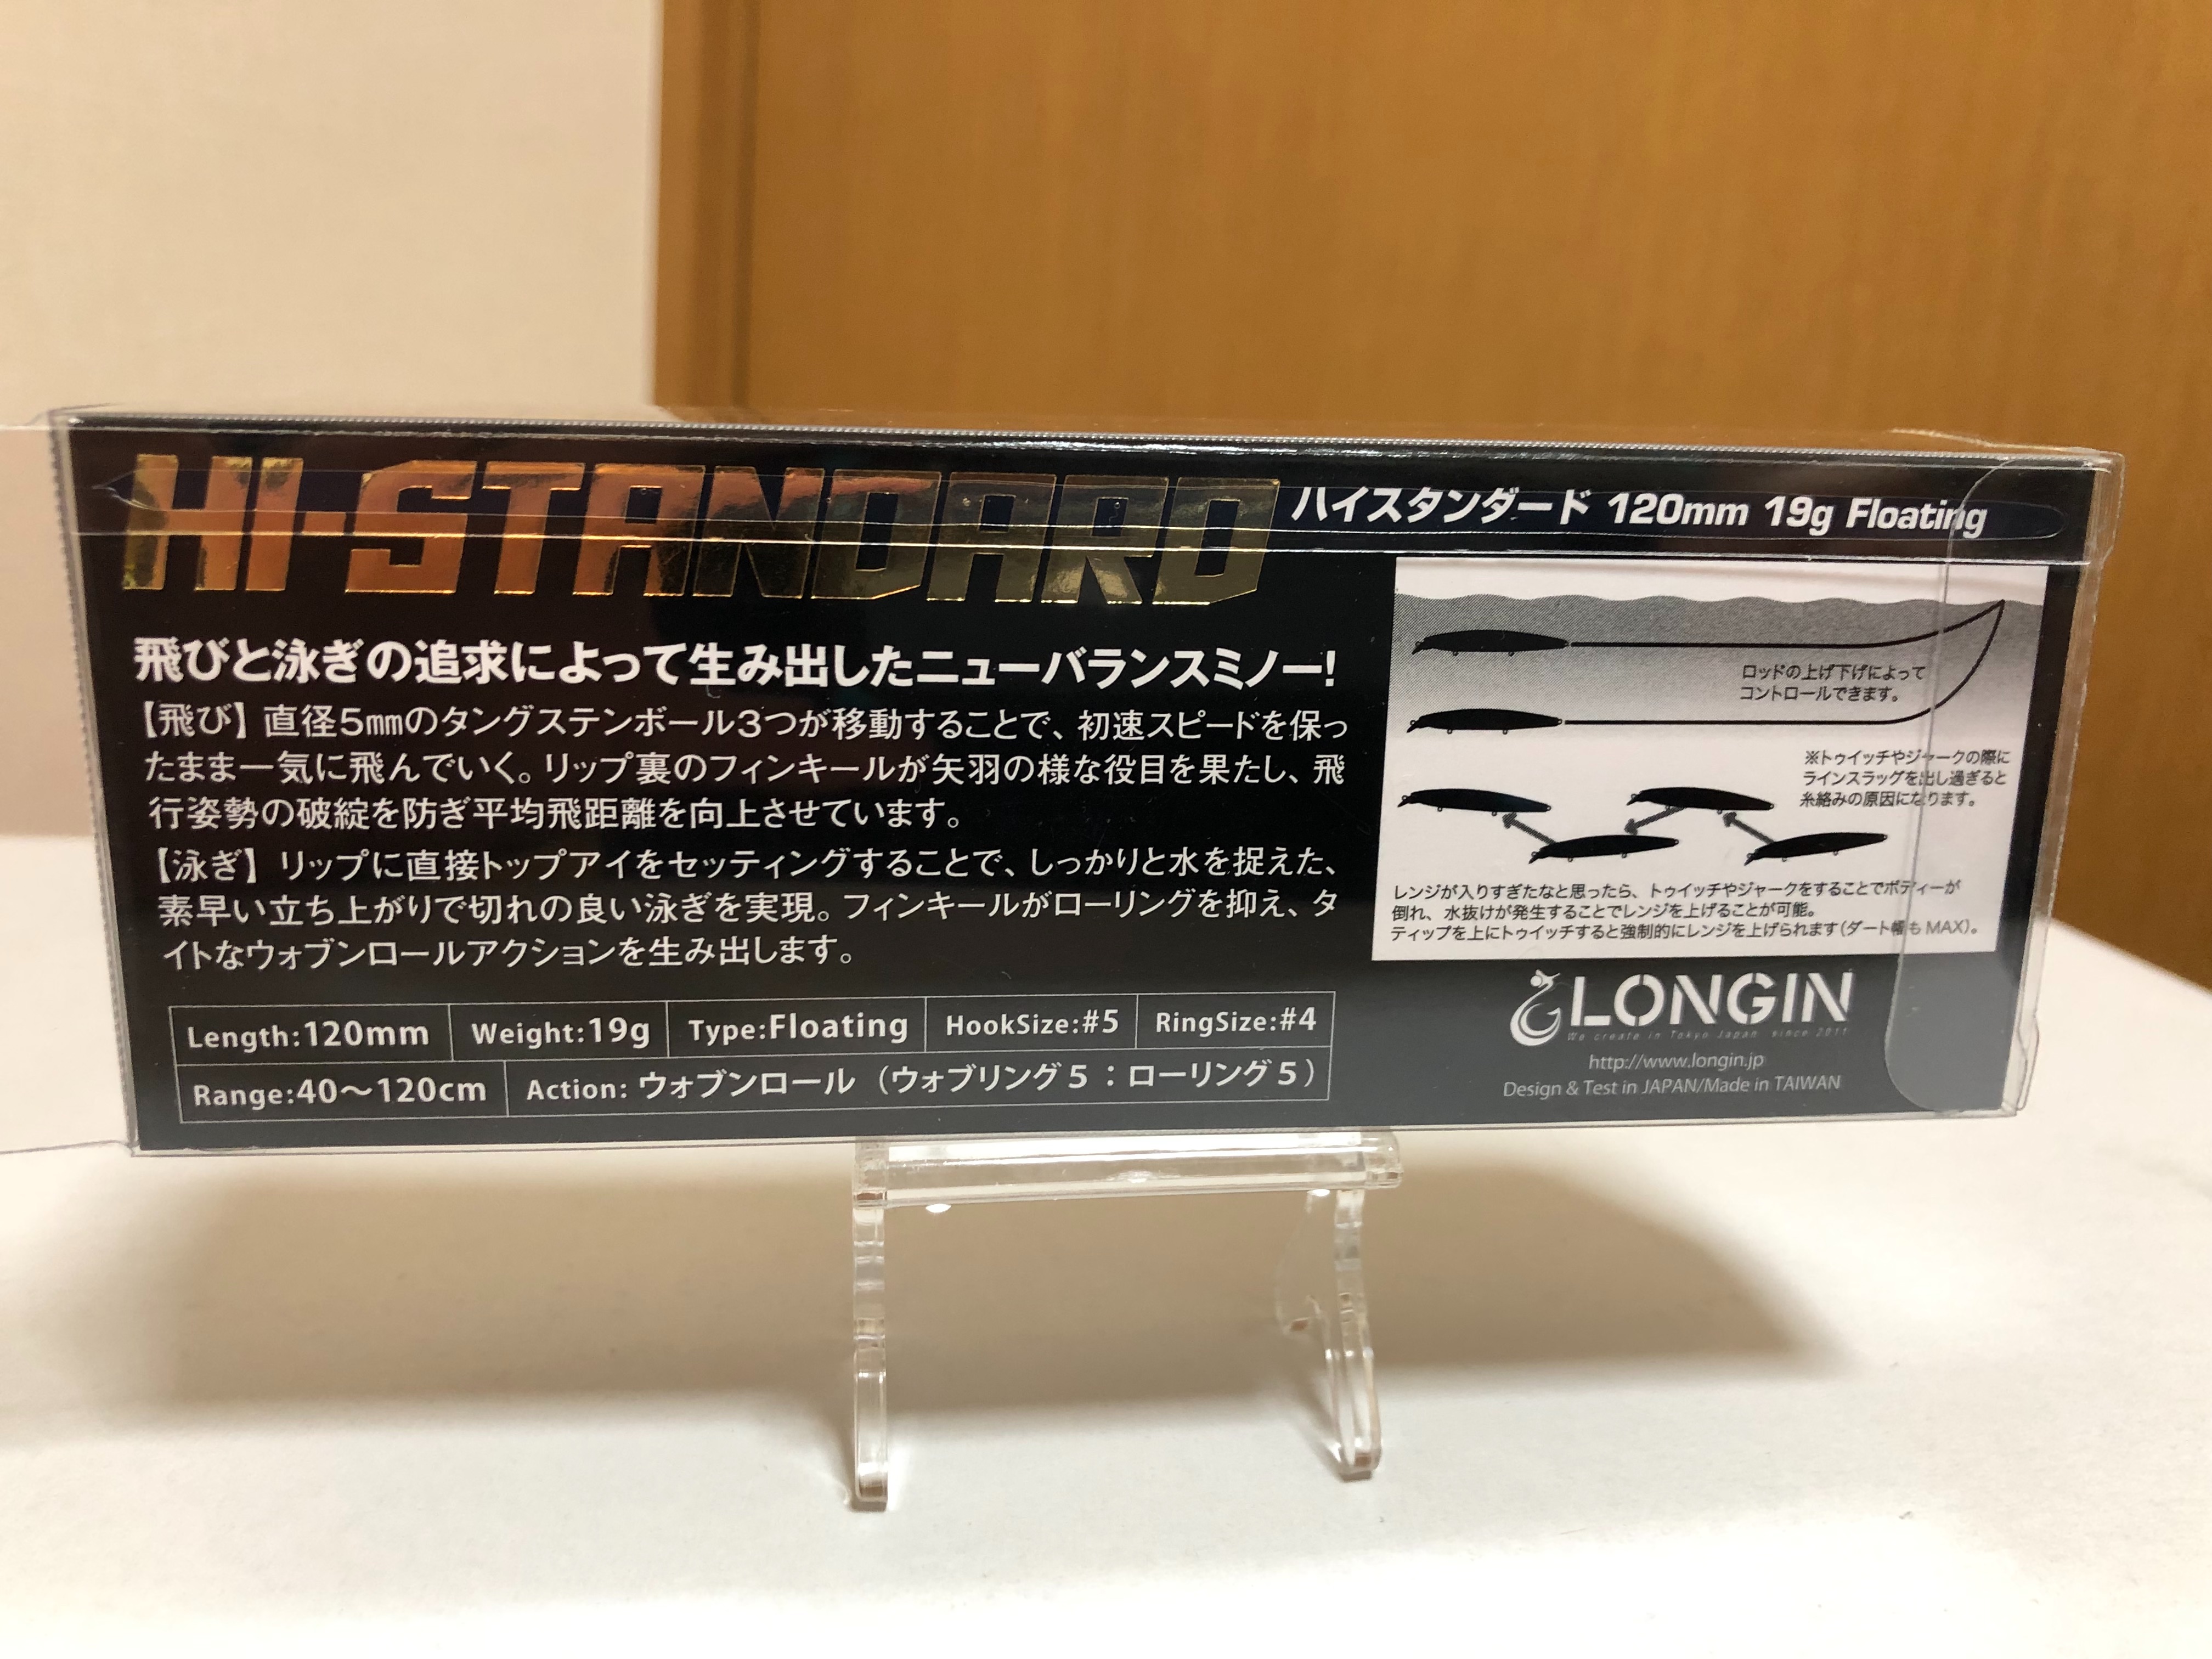 HI-STANDARD
ハイスタンダード 120mm 19g Floating
飛びと泳ぎの追求によって生み出したニューバランスミノー!
【飛び】直径5㎜のタングステンボール3つが移動することで、初速スピードを保っ
たまま一気に飛んでいく。リップ裏のフィンキールが矢羽の様な役目を果たし、飛
行姿勢の破綻を防ぎ平均飛距離を向上させています。
【泳ぎ】リップに直接トップアイをセッティングすることで、しっかりと水を捉えた、
素早い立ち上がりで切れの良い泳ぎを実現。フィンキールがローリングを抑え、タ
イトなウォブンロールアクションを生み出します。
Length:120mm Weight:19g Type:Floating HookSize:#5 RingSize:#4
Range:40〜120cm Action: ウォブンロール（ウォブリング5：ローリング5）
ロッドの上げ下げによって
コントロールできます。
※トゥイッチやジャークの際に
ラインスラッグを出し過ぎると
糸絡みの原因になります。
レンジが入りすぎたなと思ったら、トゥイッチやジャークをすることでボディーが
倒れ、水抜けが発生することでレンジを上げることが可能。
ティップを上にトゥイッチすると強制的にレンジを上げられます(ダート幅もMAX)。
LONGIN
We create in Tokyo Japan since 2011
http://www.longin.jp
Design & Test in JAPAN/Made in TAIWAN